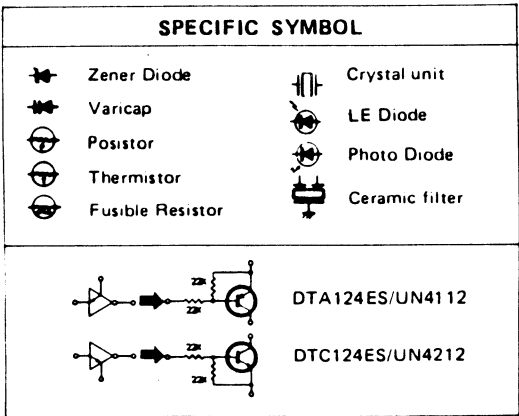 SPECIFIC SYMBOL
Zener Diode
Varicap
Posistor
Thermistor
Fusible Resistor
Crystal unit
LE Diode
Photo Diode
Ceramic filter
22K
22K
DTA124ES/UN4112
22K
22K
DTC124ES/UN4212